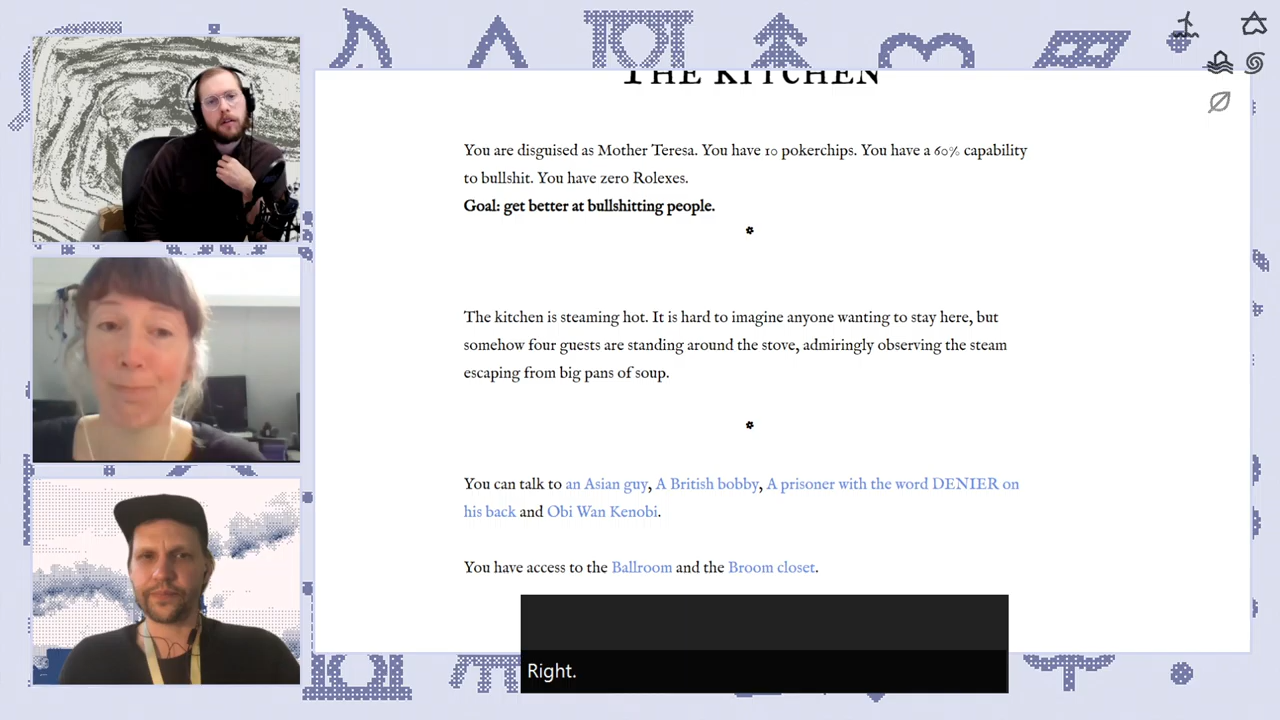 THE KITCHEN
You are disguised as Mother Teresa. You have 10 pokerchips. You have a 60% capability
to bullshit. You have zero Rolexes.
Goal: get better at bullshitting people.
The kitchen is steaming hot. It is hard to imagine anyone wanting to stay here, but
somehow four guests are standing around the stove, admiringly observing the steam
escaping from big pans of soup.
You can talk to an Asian guy, A British bobby, A prisoner with the word DENIER on
his back and Obi Wan Kenobi.
You have access to the Ballroom and the Broom closet.
Right.